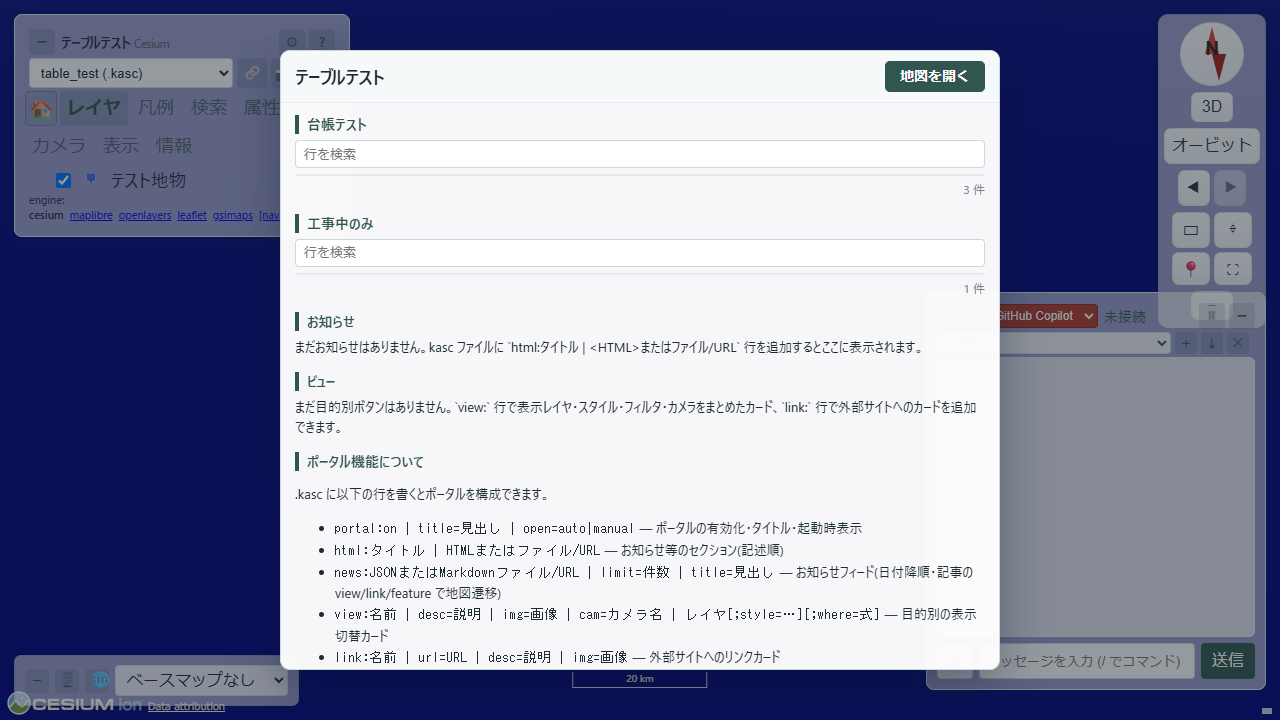 テーブルテスト Cesium
table_test (.kasc)
レイヤ 凡例 検索 属性
カメラ 表示 情報
テスト地物
engine:
cesium maplibre openlayers leaflet gsimaps [nav
テーブルテスト
地図を開く
台帳テスト
行を検索
3 件
工事中のみ
行を検索
1 件
お知らせ
まだお知らせはありません。kasc ファイルに `html:タイトル | <HTML>またはファイル/URL` 行を追加するとここに表示されます。
ビュー
まだ目的別ボタンはありません。`view:` 行で表示レイヤ・スタイル・フィルタ・カメラをまとめたカード、`link:` 行で外部サイトへのカードを追加
できます。
ポータル機能について
.kasc に以下の行を書くとポータルを構成できます。
portal:on | title=見出し | open=auto|manual — ポータルの有効化・タイトル・起動時表示
html:タイトル | HTMLまたはファイル/URL — お知らせ等のセクション(記述順)
news:JSONまたはMarkdownファイル/URL | limit=件数 | title=見出し — お知らせフィード(日付降順・記事の
view/link/feature で地図遷移)
view:名前 | desc=説明 | img=画像 | cam=カメラ名 | レイヤ[;style=…][;where=式] — 目的別の表示
切替カード
link:名前 | url=URL | desc=説明 | img=画像 — 外部サイトへのリンクカード
N
3D
オービット
GitHub Copilot 未接続
メッセージを入力 (/ でコマンド)
送信
ベースマップなし
CESIUM ion Data attribution
20 km